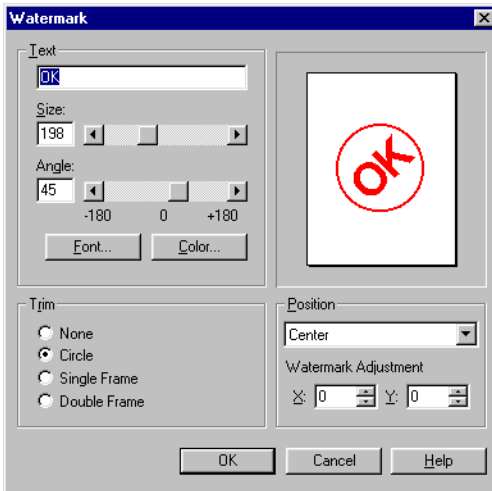 Watermark
Text
OK
Size:
198
Angle:
45
-180 0 +180
Font... Color...
OK
Trim
None
Circle
Single Frame
Double Frame
Position
Center
Watermark Adjustment
X: 0 Y: 0
OK Cancel Help